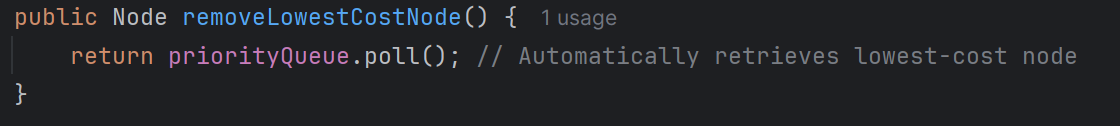 public Node removeLowestCostNode() { 1 usage
    return priorityQueue.poll(); // Automatically retrieves lowest-cost node
}